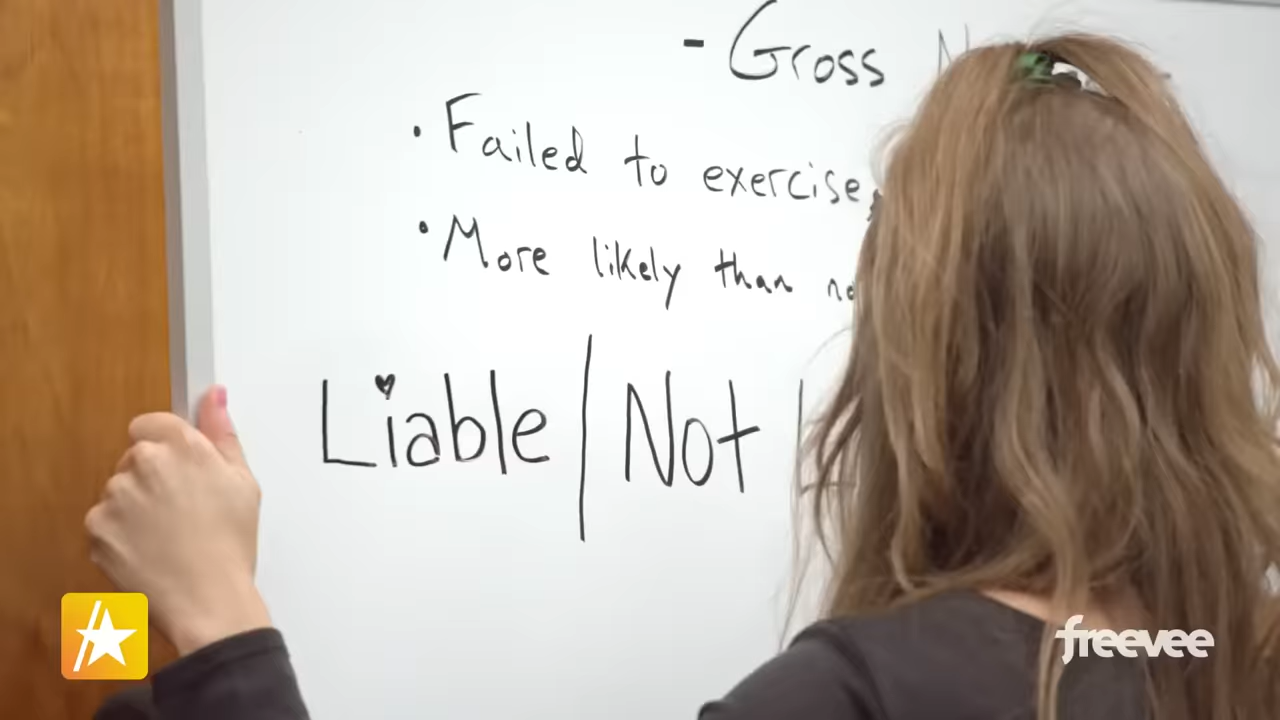 - Gross
• Failed to exercise
• More likely than
Liable | Not
freevee